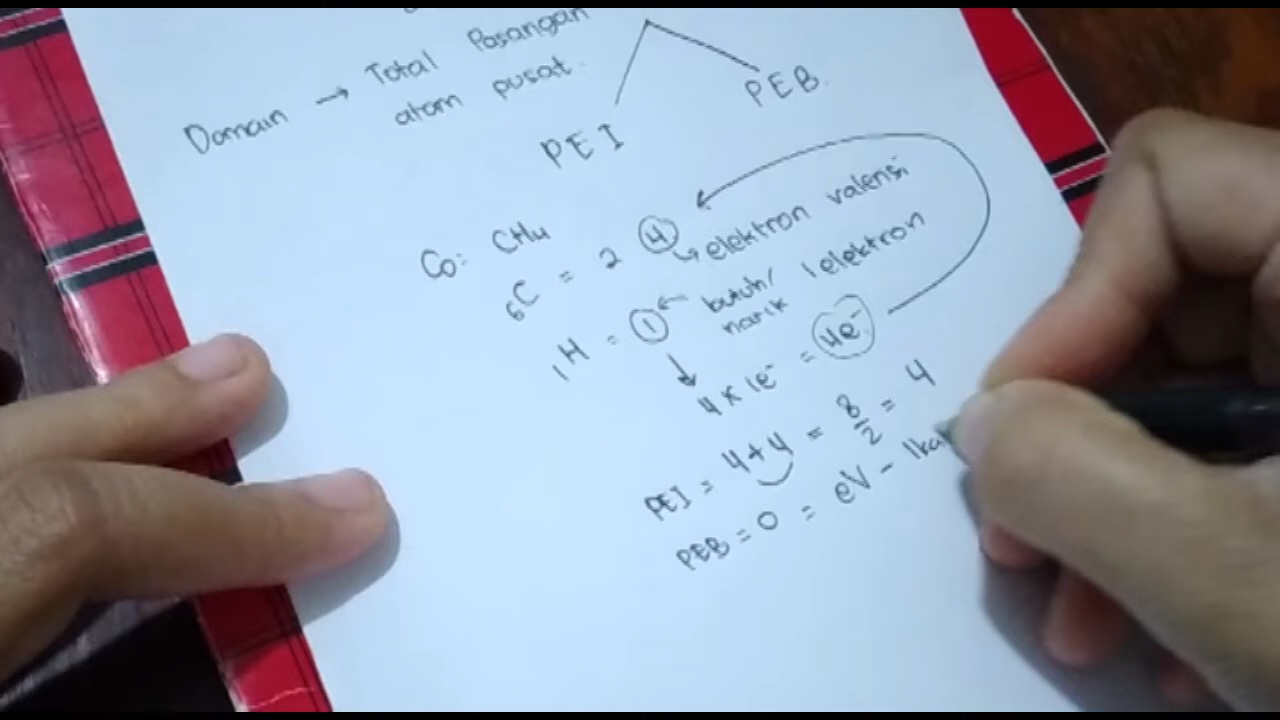 Domain → Total Pasangan
atom pusat.
PEI
PEB.
Co: CH4
6C = 2 4 ↳ elektron valensi
1H = 1 ← butuh/
narik 1 elektron
↓
4 x 1e⁻ = 4e⁻
PEI = 4+4 = 8/2 = 4
PEB = 0 = eV - Ika